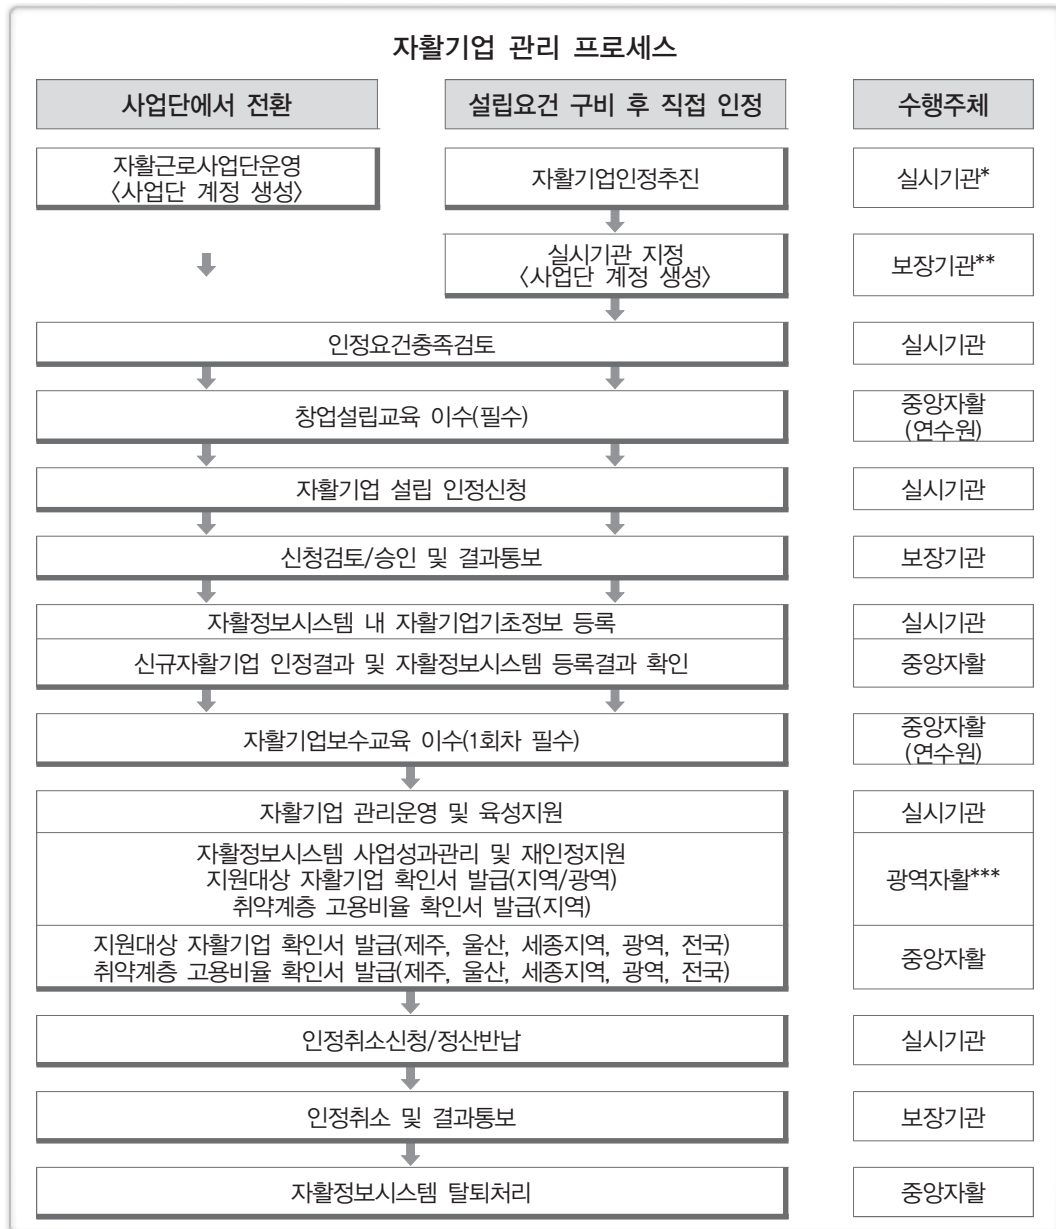 자활기업 관리 프로세스
사업단에서 전환
설립요건 구비 후 직접 인정
수행주체
자활근로사업단운영
〈사업단 계정 생성〉
자활기업인정추진
실시기관*
실시기관 지정
〈사업단 계정 생성〉
보장기관**
인정요건충족검토
실시기관
창업설립교육 이수(필수)
중앙자활
(연수원)
자활기업 설립 인정신청
실시기관
신청검토/승인 및 결과통보
보장기관
자활정보시스템 내 자활기업기초정보 등록
실시기관
신규자활기업 인정결과 및 자활정보시스템 등록결과 확인
중앙자활
자활기업보수교육 이수(1회차 필수)
중앙자활
(연수원)
자활기업 관리운영 및 육성지원
실시기관
자활정보시스템 사업성과관리 및 재인정지원
지원대상 자활기업 확인서 발급(지역/광역)
취약계층 고용비율 확인서 발급(지역)
광역자활***
지원대상 자활기업 확인서 발급(제주, 울산, 세종지역, 광역, 전국)
취약계층 고용비율 확인서 발급(제주, 울산, 세종지역, 광역, 전국)
중앙자활
인정취소신청/정산반납
실시기관
인정취소 및 결과통보
보장기관
자활정보시스템 탈퇴처리
중앙자활